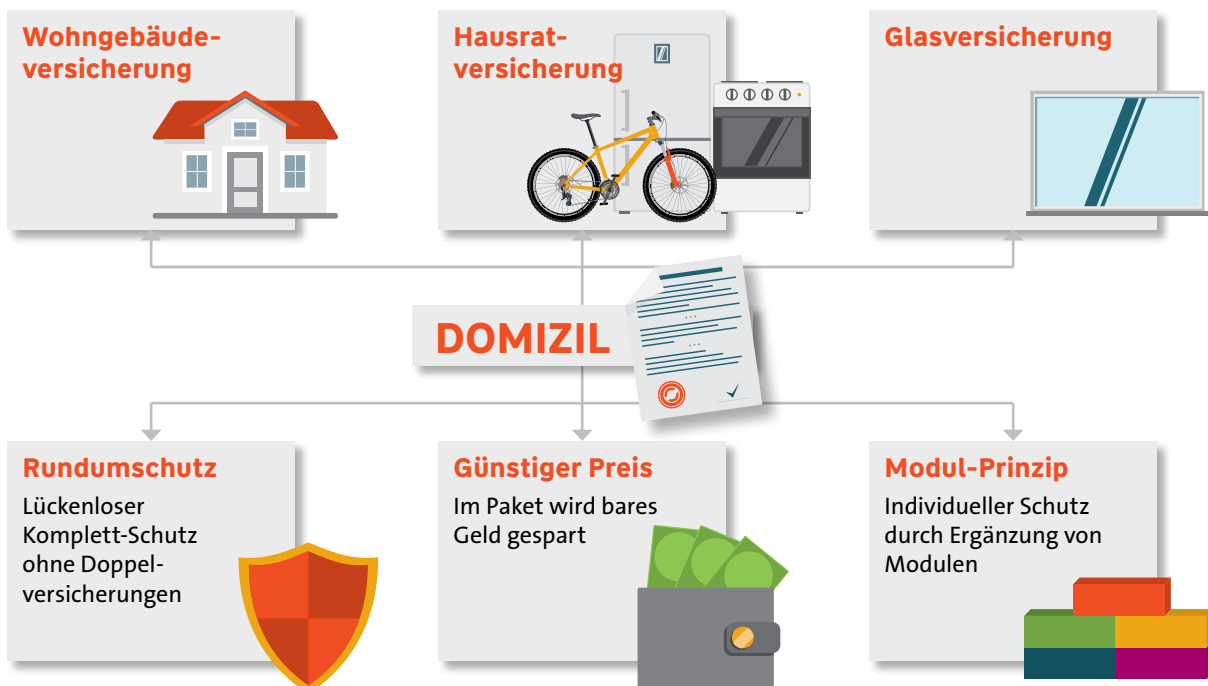 Wohngebäude-
versicherung
Hausrat-
versicherung
Glasversicherung
DOMIZIL
Rundumschutz
Lückenloser
Komplett-Schutz
ohne Doppel-
versicherungen
Günstiger Preis
Im Paket wird bares
Geld gespart
Modul-Prinzip
Individueller Schutz
durch Ergänzung von
Modulen